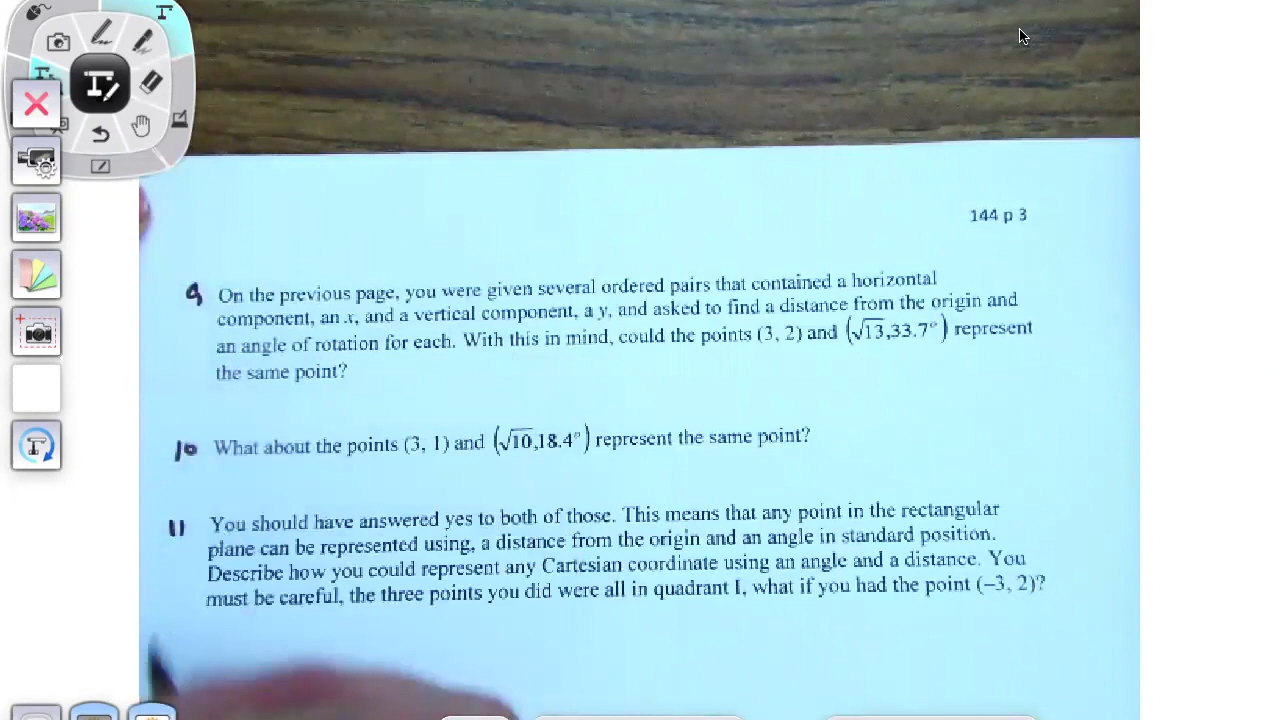 144 p 3
9 On the previous page, you were given several ordered pairs that contained a horizontal
component, an x, and a vertical component, a y, and asked to find a distance from the origin and
an angle of rotation for each. With this in mind, could the points (3, 2) and (√13,33.7°) represent
the same point?
10 What about the points (3, 1) and (√10,18.4°) represent the same point?
11 You should have answered yes to both of those. This means that any point in the rectangular
plane can be represented using, a distance from the origin and an angle in standard position.
Describe how you could represent any Cartesian coordinate using an angle and a distance. You
must be careful, the three points you did were all in quadrant I, what if you had the point (–3, 2)?